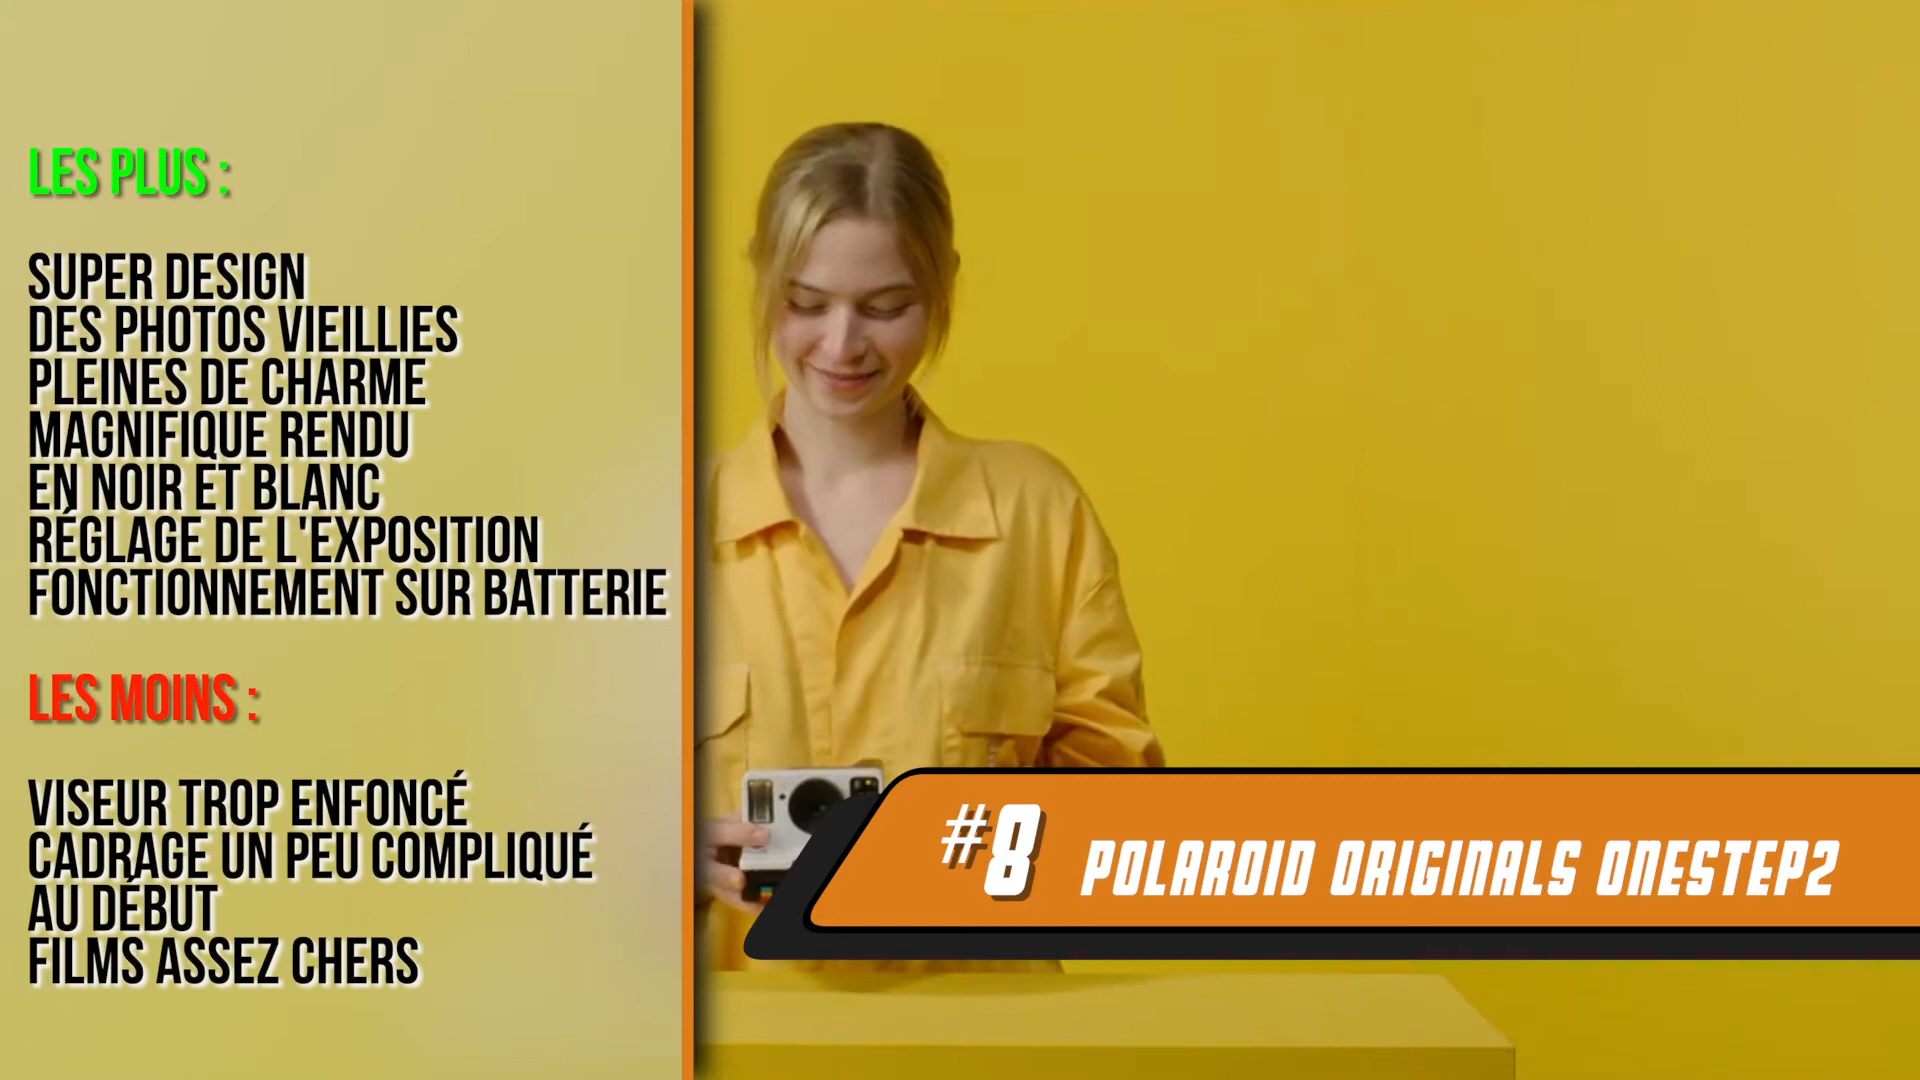 LES PLUS :
SUPER DESIGN
DES PHOTOS VIEILLIES
PLEINES DE CHARME
MAGNIFIQUE RENDU
EN NOIR ET BLANC
RÉGLAGE DE L'EXPOSITION
FONCTIONNEMENT SUR BATTERIE
LES MOINS :
VISEUR TROP ENFONCÉ
CADRAGE UN PEU COMPLIQUÉ
AU DÉBUT
FILMS ASSEZ CHERS
#8 POLAROID ORIGINALS ONESTEP2